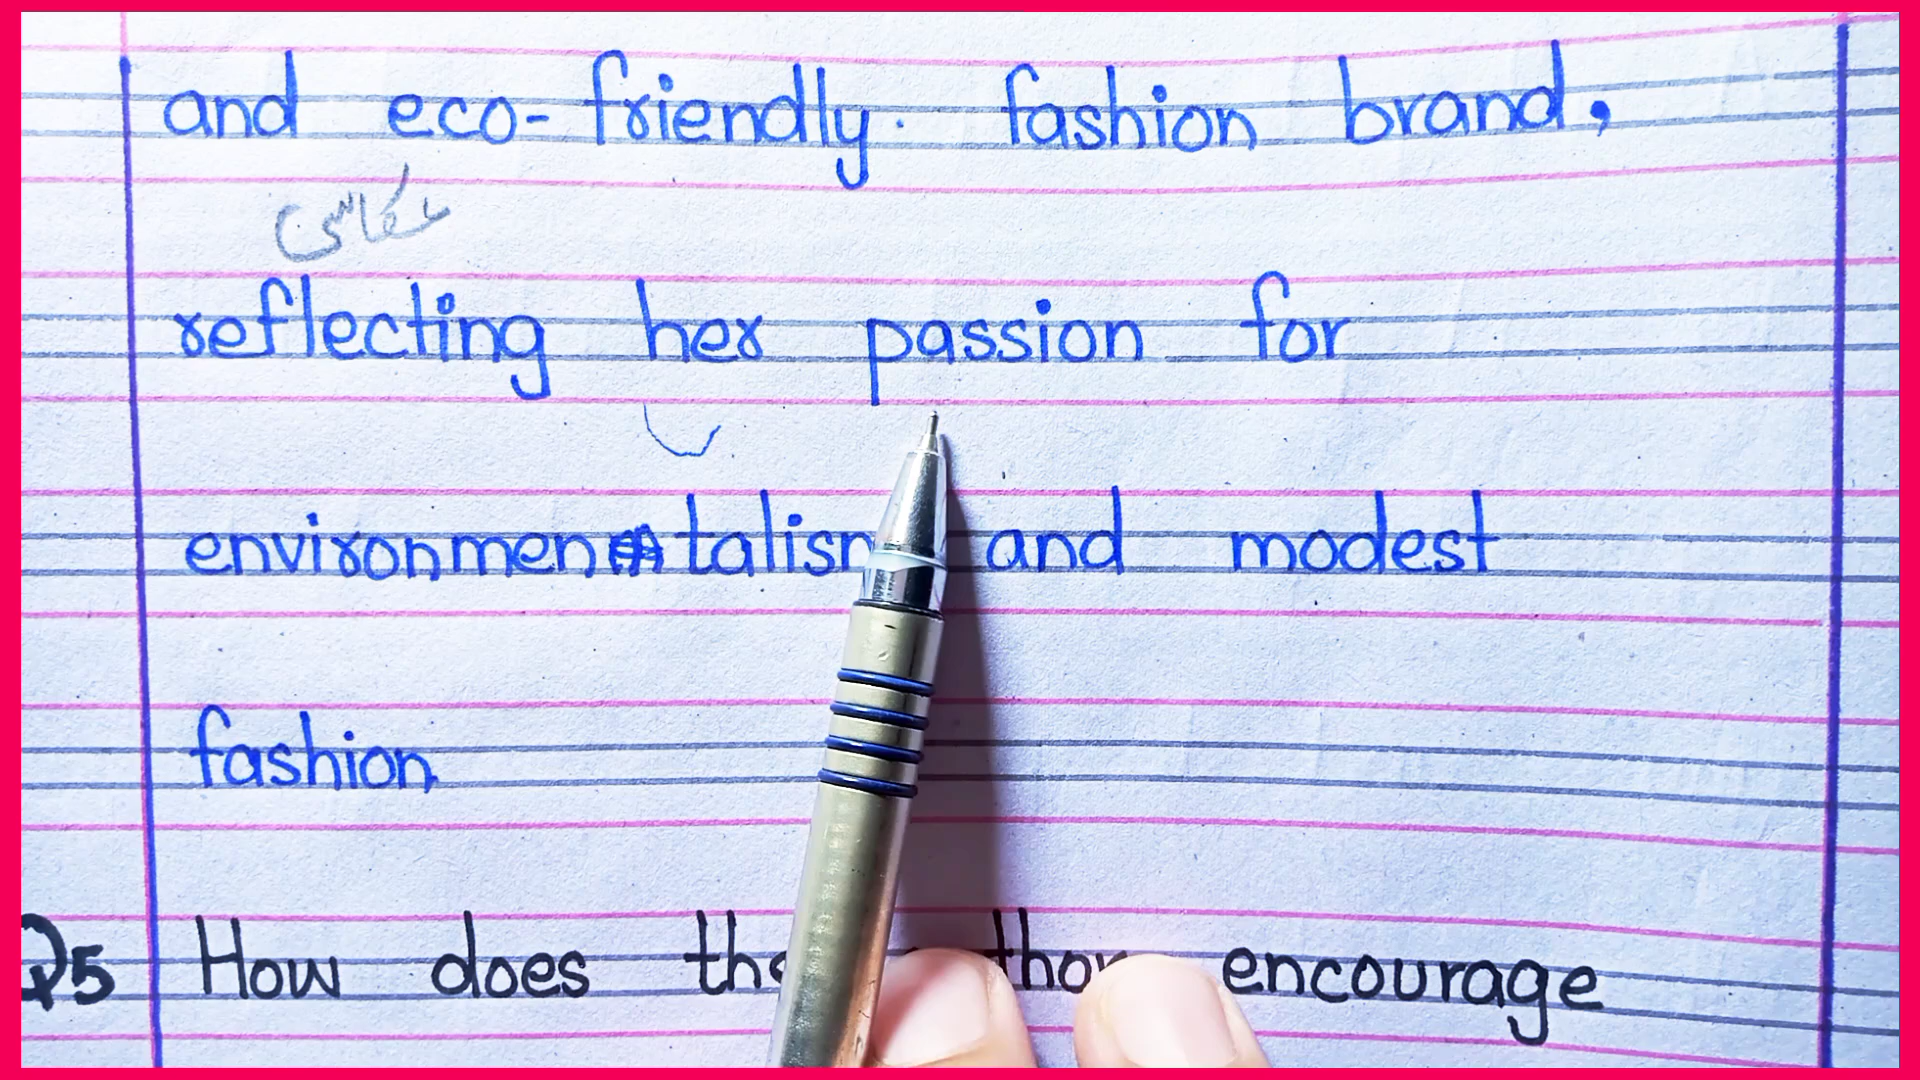 and eco-friendly. fashion brand,
عکاسی
reflecting her passion for
environmentalism and modest
fashion
Q5 How does the author encourage